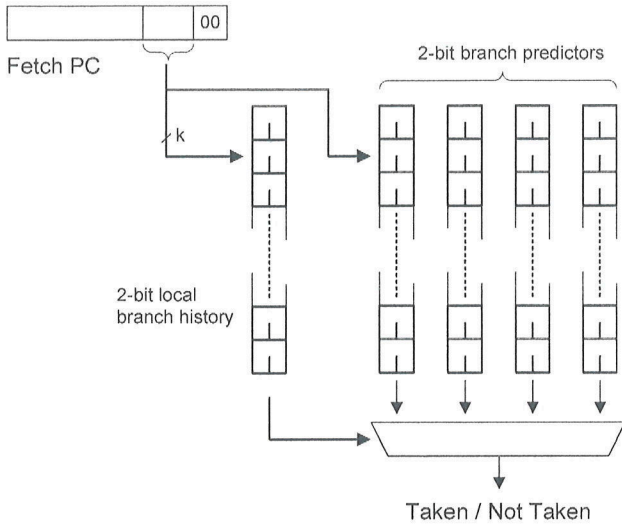 00
Fetch PC
2-bit branch predictors
k
2-bit local
branch history
Taken / Not Taken